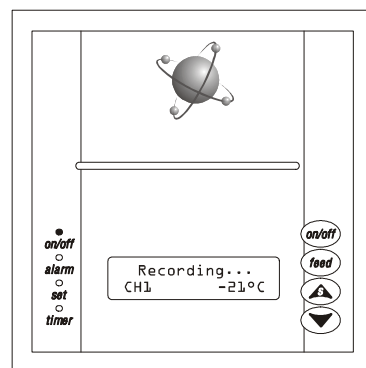 on/off
alarm
set
timer
Recording...
CH1 -21°C
on/off
feed
S